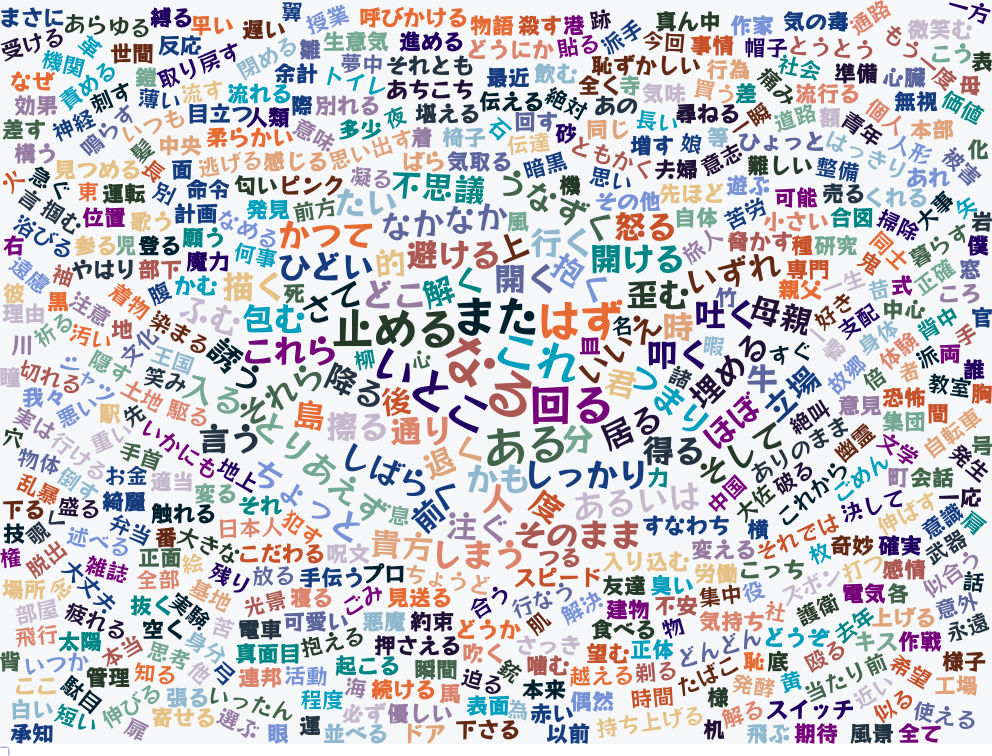 まさに
あらゆる
縛る
早い
遅い
翼
授業
呼びかける
物語
殺す
港
跡
派手
真ん中
作家
気の毒
通路
一方
受ける
革
世間
反応
雛
生意気
進める
どうにか
貼る
今回
事情
帽子
とうとう
もう一度
微笑む
こう
表
なぜ
機関
責める
鎧
取り戻す
閉める
余計
トイレ
夢中
それとも
あちこち
最近
飲む
恥ずかしい
全く
寺
気味
行為
買う
差
痛み
社会
流行る
準備
心臓
母
効果
刺す
薄い
流す
流れる
際
別れる
伝える
絶対
あの
尋ねる
一瞬
道路
額
個人
無視
価値
差す
神経
鳴らす
いつも
目立つ
人類
意味
多少
夜
堪える
着
椅子
石
回す
砂
同じ
長い
増す
娘
等
ひょっと
青年
はっきり
人形
本部
構う
見つめる
変
中央
柔らかい
長
面
逃げる
感じる
思い出す
ばら
気取る
伝達
暗黒
ともかく
夫婦
意志
難しい
整備
あれ
被害
化
火
急ぐ
東
運転
別
命令
匂い
ピンク
凝る
不思議
つなぐ
機
思い
その他
先ほど
遊ぶ
可能
売る
くれる
大事
矢
言
掴む
位置
歌う
計画
なめる
発見
前方
たい
なかなか
風
怒る
自体
苦労
小さい
合図
掃除
岩
右
浴びる
参る
児
登る
願う
何事
かつて
避ける
上
行く
抱く
開ける
旅人
脅かす
種
研究
同士
鬼
暮らす
僕
遠慮
袖
やはり
部下
魔力
ひどい
的
解く
開く
いずれ
専門
一生
昔
式
正確
窓
彼
理由
黒
注意
着物
腹
かむ
描く
死
さて
どこ
歪む
竹
親父
好き
支配
中心
ころ
官
祈る
汚い
地
染まる
ふむ
包む
止める
また
はず
名
え
時
吐く
母親
一撃
身体
背中
手
川
ニャッ
隠す
文化
王国
誘う
これら
柳
心
いとこ
なる
これ
皿
いい
叩く
暇
すぐ
故郷
体験
派
両
誰
瞳
切れる
我々
悪い
土地
笑み
入る
それら
降る
後
回る
君
つまり
諸
埋める
牛
立場
倍
者
教室
胸
実は
駅
先
駆る
言う
島
擦る
通り
ある
分
居る
ほぼ
絶叫
意見
恐怖
間
穴
行ける
重い
いかにも
手首
地上
とりあえず
しばらく
退く
かも
しっかり
力
得る
そして
ありのまま
幽霊
文学
集団
自転車
物体
倒す
お金
適当
変る
それ
ちょっと
息
前
人
度
あるいは
中国
大佐
破る
これから
ごめん
町
会話
発生
号
乱暴
盛る
綺麗
触れる
日本人
犯す
注ぐ
そのまま
すなわち
横
それでは
決して
伸ばす
一応
肩
下る
技
覗く
述べる
弁当
番
大きな
こだわる
呪文
貴方
しまう
つる
入り込む
変える
こっち
枚
奇妙
確実
意識
武器
権
脱出
大丈夫
雑誌
正面
絵
残り
放る
手伝う
プロ
ちょうど
スピード
友達
臭い
労働
役
ズボン
打つ
感情
似合う
話
場所
窓
全部
基地
光景
寝る
ごみ
見送る
合う
行なう
解決
建物
不安
集中
社
護衛
電気
各
意外
部屋
疲れる
抜く
実験
苦
電車
可愛い
悪魔
約束
どうか
肌
食べる
物
気持ち
どうぞ
去年
上げる
永遠
飛行
太陽
本当
空く
身分
真面目
抱える
押さえる
吹く
さっき
望む
正体
どんどん
殴る
キス
作戦
背
いつか
思考
他
弓
連邦
活動
起こる
瞬間
迫る
銃
噛む
越える
剃る
たばこ
恥
底
当たり前
希望
様子
ここ
駄目
管理
知る
いったん
程度
海
続ける
馬
本来
偶然
時間
様
発酵
黄
近い
工場
白い
短い
伸びる
張る
選ぶ
必ず
優しい
表面
為
赤い
持ち上げる
解る
スイッチ
似る
使える
承知
扉
寄せる
眼
運
並べる
ドア
下さる
以前
机
飛ぶ
期待
風景
全て